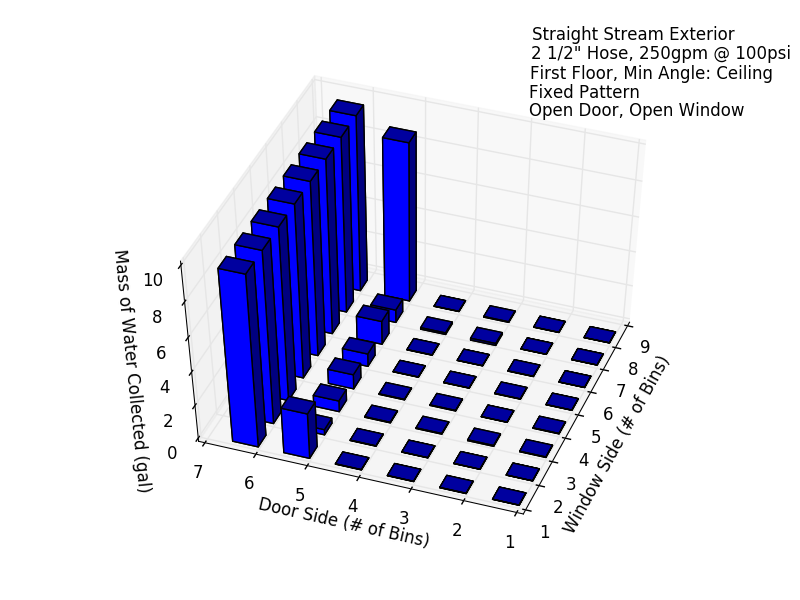 Straight Stream Exterior
2 1/2" Hose, 250gpm @ 100psi
First Floor, Min Angle: Ceiling
Fixed Pattern
Open Door, Open Window
Mass of Water Collected (gal)
10
8
6
4
2
0
Door Side (# of Bins)
7
6
5
4
3
2
1
Window Side (# of Bins)
9
8
7
6
5
4
3
2
1